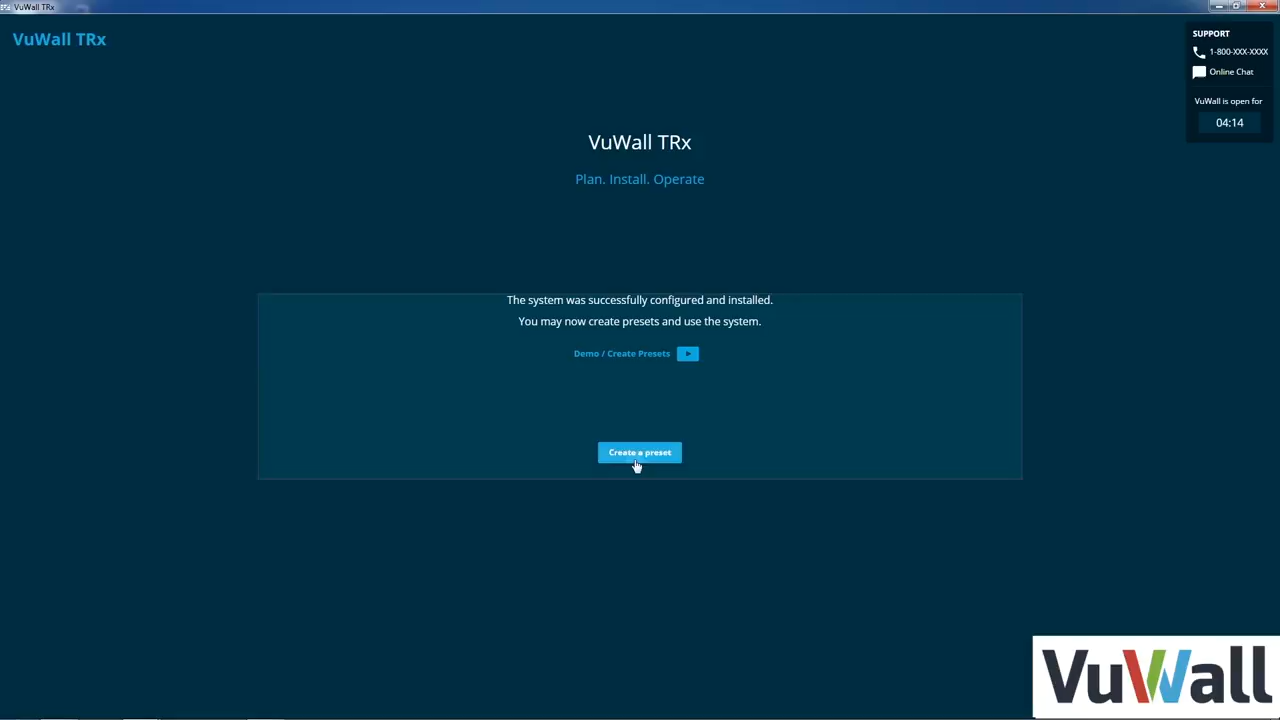 VuWall TRx
VuWall TRx
SUPPORT
1-800-XXX-XXXX
Online Chat
VuWall is open for
04:14
VuWall TRx
Plan. Install. Operate
The system was successfully configured and installed.
You may now create presets and use the system.
Demo / Create Presets
Create a preset
VuWall